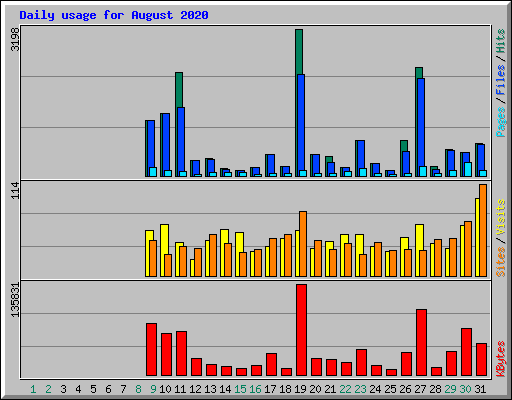 Daily usage for August 2020
3198
Pages / Files / Hits
114
Sites / Visits
135831
KBytes
1 2 3 4 5 6 7 8 9 10 11 12 13 14 15 16 17 18 19 20 21 22 23 24 25 26 27 28 29 30 31